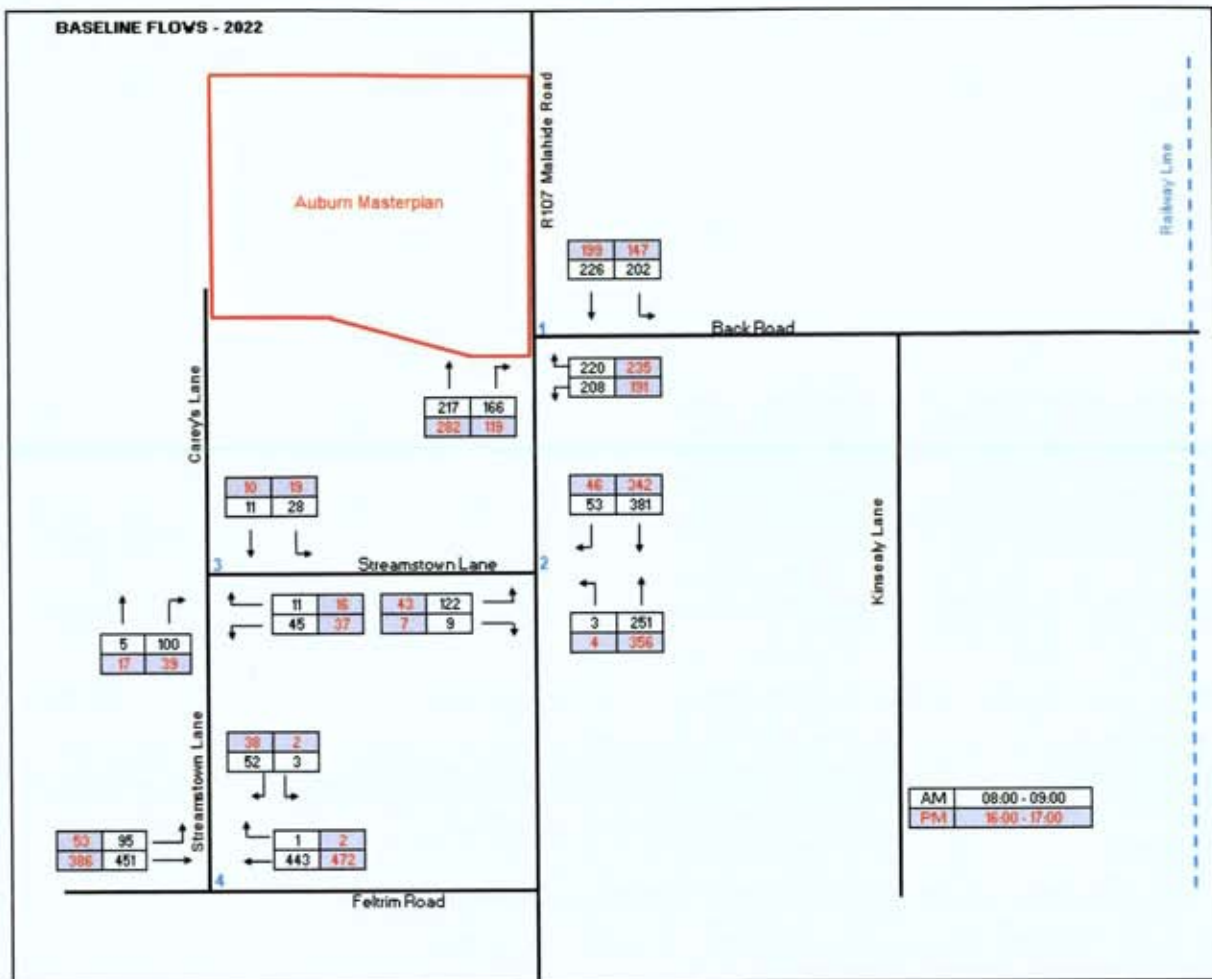 BASELINE FLOWS - 2022
R107 Malahide Road
Railway Line
Auburn Masterplan
199 147
226 202
1
Back Road
220 235
208 191
217 166
282 119
Carey's Lane
Kinsealy Lane
10 19
11 28
46 342
53 381
3
Streamstown Lane
2
11 16
45 37
43 122
7 9
3 251
4 356
5 100
17 39
Streamstown Lane
38 2
52 3
AM 08:00 - 09:00
PM 16:00 - 17:00
53 95
386 451
1 2
443 472
4
Feltrim Road